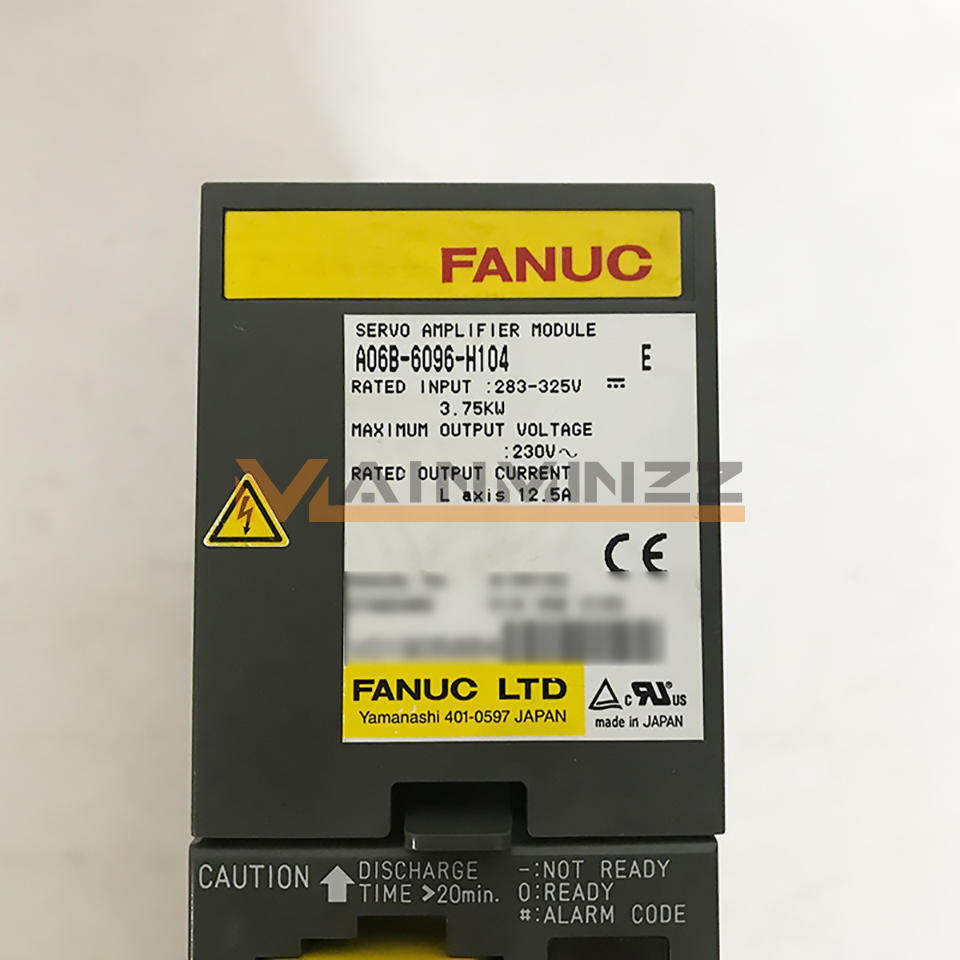 FANUC
SERVO AMPLIFIER MODULE
A06B-6096-H104 E
RATED INPUT :283-325V ⎓
3.75KW
MAXIMUM OUTPUT VOLTAGE
:230V～
RATED OUTPUT CURRENT
L axis 12.5A
VAINMINZZ
CE
FANUC LTD
Yamanashi 401-0597 JAPAN
c RU us
made in JAPAN
CAUTION
DISCHARGE
TIME >20min.
-:NOT READY
0:READY
#:ALARM CODE